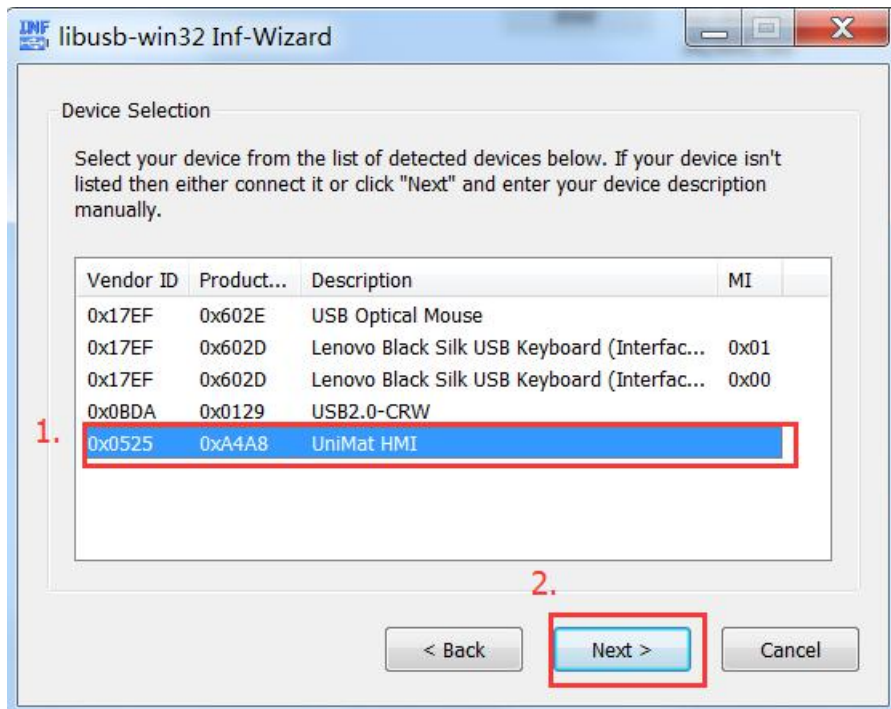 INF
libusb-win32 Inf-Wizard
Device Selection
Select your device from the list of detected devices below. If your device isn't
listed then either connect it or click "Next" and enter your device description
manually.
Vendor ID Product... Description MI
0x17EF 0x602E USB Optical Mouse
0x17EF 0x602D Lenovo Black Silk USB Keyboard (Interfac... 0x01
0x17EF 0x602D Lenovo Black Silk USB Keyboard (Interfac... 0x00
0x0BDA 0x0129 USB2.0-CRW
1. 0x0525 0xA4A8 UniMat HMI
2.
< Back Next > Cancel